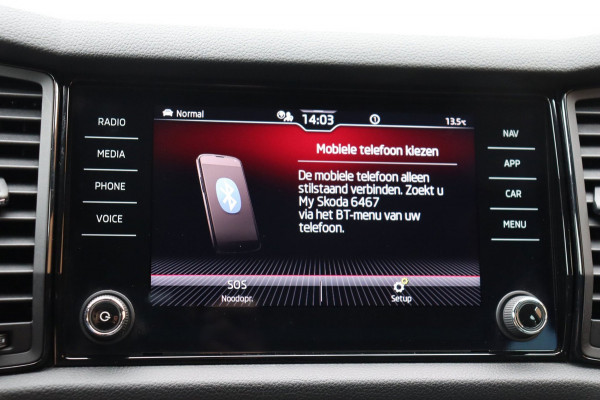 Normal
14:03
1
13.5°C
RADIO
MEDIA
PHONE
VOICE
Mobiele telefoon kiezen
De mobiele telefoon alleen
stilstaand verbinden. Zoekt u
My Skoda 6467
via het BT-menu van uw
telefoon.
SOS
Noodopr.
Setup
NAV
APP
CAR
MENU